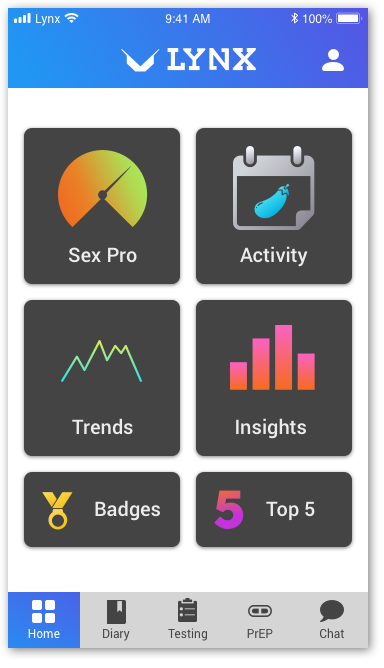 Lynx 9:41 AM 100%
LYNX
Sex Pro Activity
Trends Insights
Badges 5 Top 5
Home Diary Testing PrEP Chat